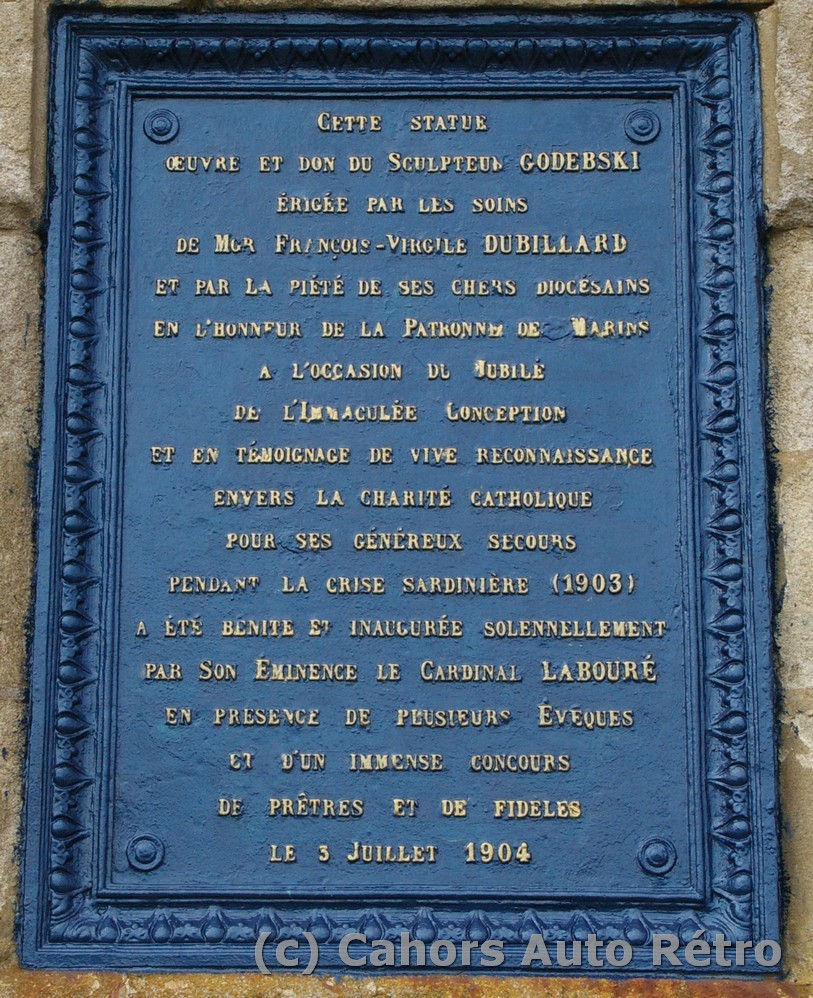 CETTE STATUE
ŒUVRE ET DON DU SCULPTEUR GODEBSKI
ÉRIGÉE PAR LES SOINS
DE MGR FRANÇOIS-VIRGILE DUBILLARD
ET PAR LA PIÉTÉ DE SES CHERS DIOCÉSAINS
EN L'HONNEUR DE LA PATRONNE DES MARINS
A L'OCCASION DU JUBILÉ
DE L'IMMACULÉE CONCEPTION
ET EN TÉMOIGNAGE DE VIVE RECONNAISSANCE
ENVERS LA CHARITÉ CATHOLIQUE
POUR SES GÉNÉREUX SECOURS
PENDANT LA CRISE SARDINIÈRE (1903)
A ÉTÉ BENITE ET INAUGURÉE SOLENNELLEMENT
PAR SON ÉMINENCE LE CARDINAL LABOURÉ
EN PRESENCE DE PLUSIEURS ÉVÊQUES
ET D'UN IMMENSE CONCOURS
DE PRÊTRES ET DE FIDELES
LE 3 JUILLET 1904
(c) Cahors Auto Rétro